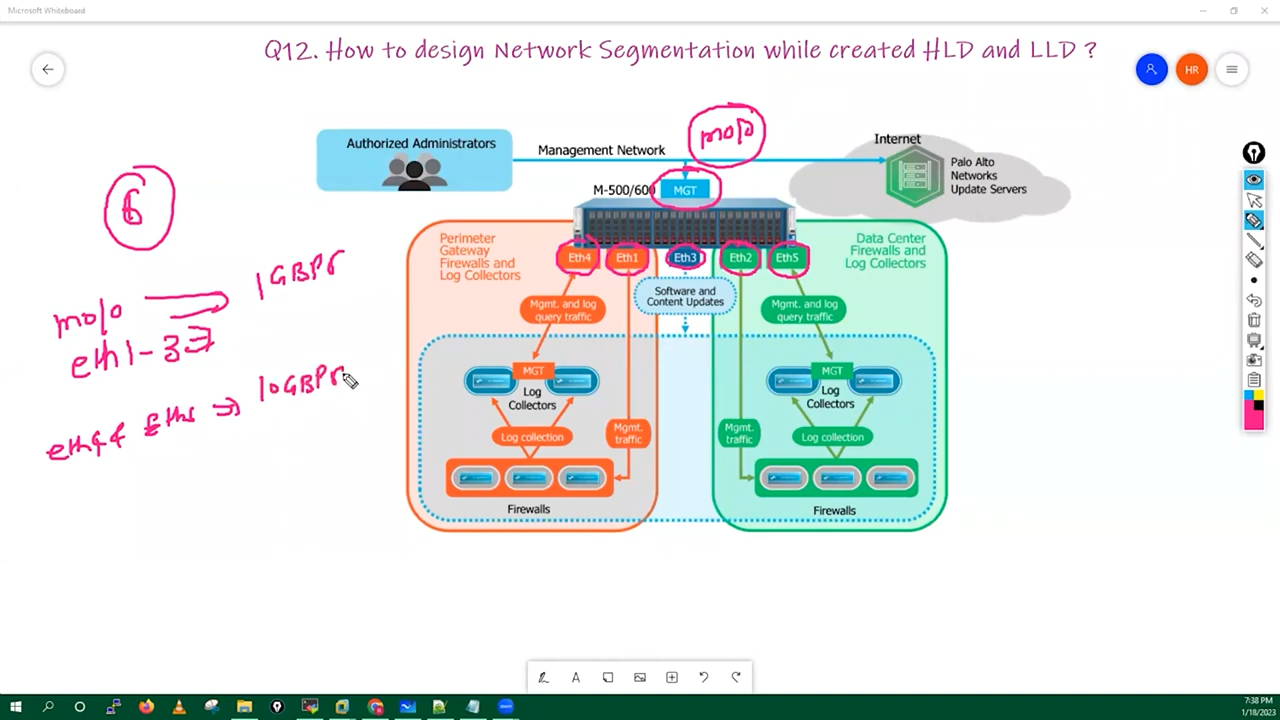 Microsoft Whiteboard
Q12. How to design Network Segmentation while created HLD and LLD ?
HR
Authorized Administrators
Management Network
Internet
Palo Alto
Networks
Update Servers
M-500/600
MGT
6
Perimeter
Gateway
Firewalls and
Log Collectors
Eth4
Eth1
Eth3
Eth2
Eth5
Data Center
Firewalls and
Log Collectors
Software and
Content Updates
Mgmt. and log
query traffic
Mgmt. and log
query traffic
1GBPr
eth1-3
10GBPr
eth4 & Eth5
MGT
Log
Collectors
MGT
Log
Collectors
Log collection
Mgmt.
traffic
Mgmt.
traffic
Log collection
Firewalls
Firewalls
7:38 PM
1/18/2023